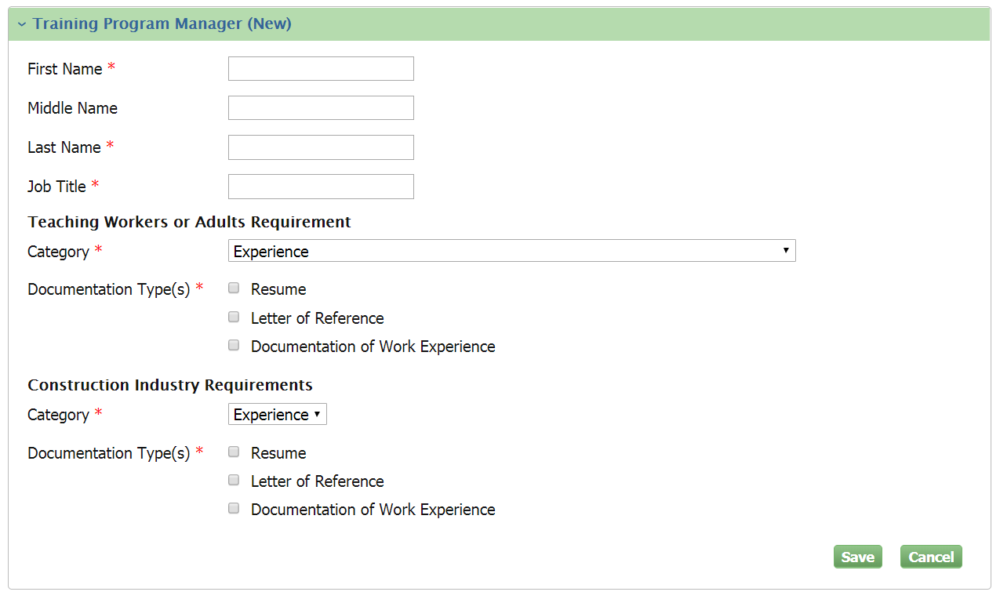 Training Program Manager (New)
First Name *
Middle Name
Last Name *
Job Title *
Teaching Workers or Adults Requirement
Category * Experience
Documentation Type(s) * Resume
Letter of Reference
Documentation of Work Experience
Construction Industry Requirements
Category * Experience
Documentation Type(s) * Resume
Letter of Reference
Documentation of Work Experience
Save Cancel